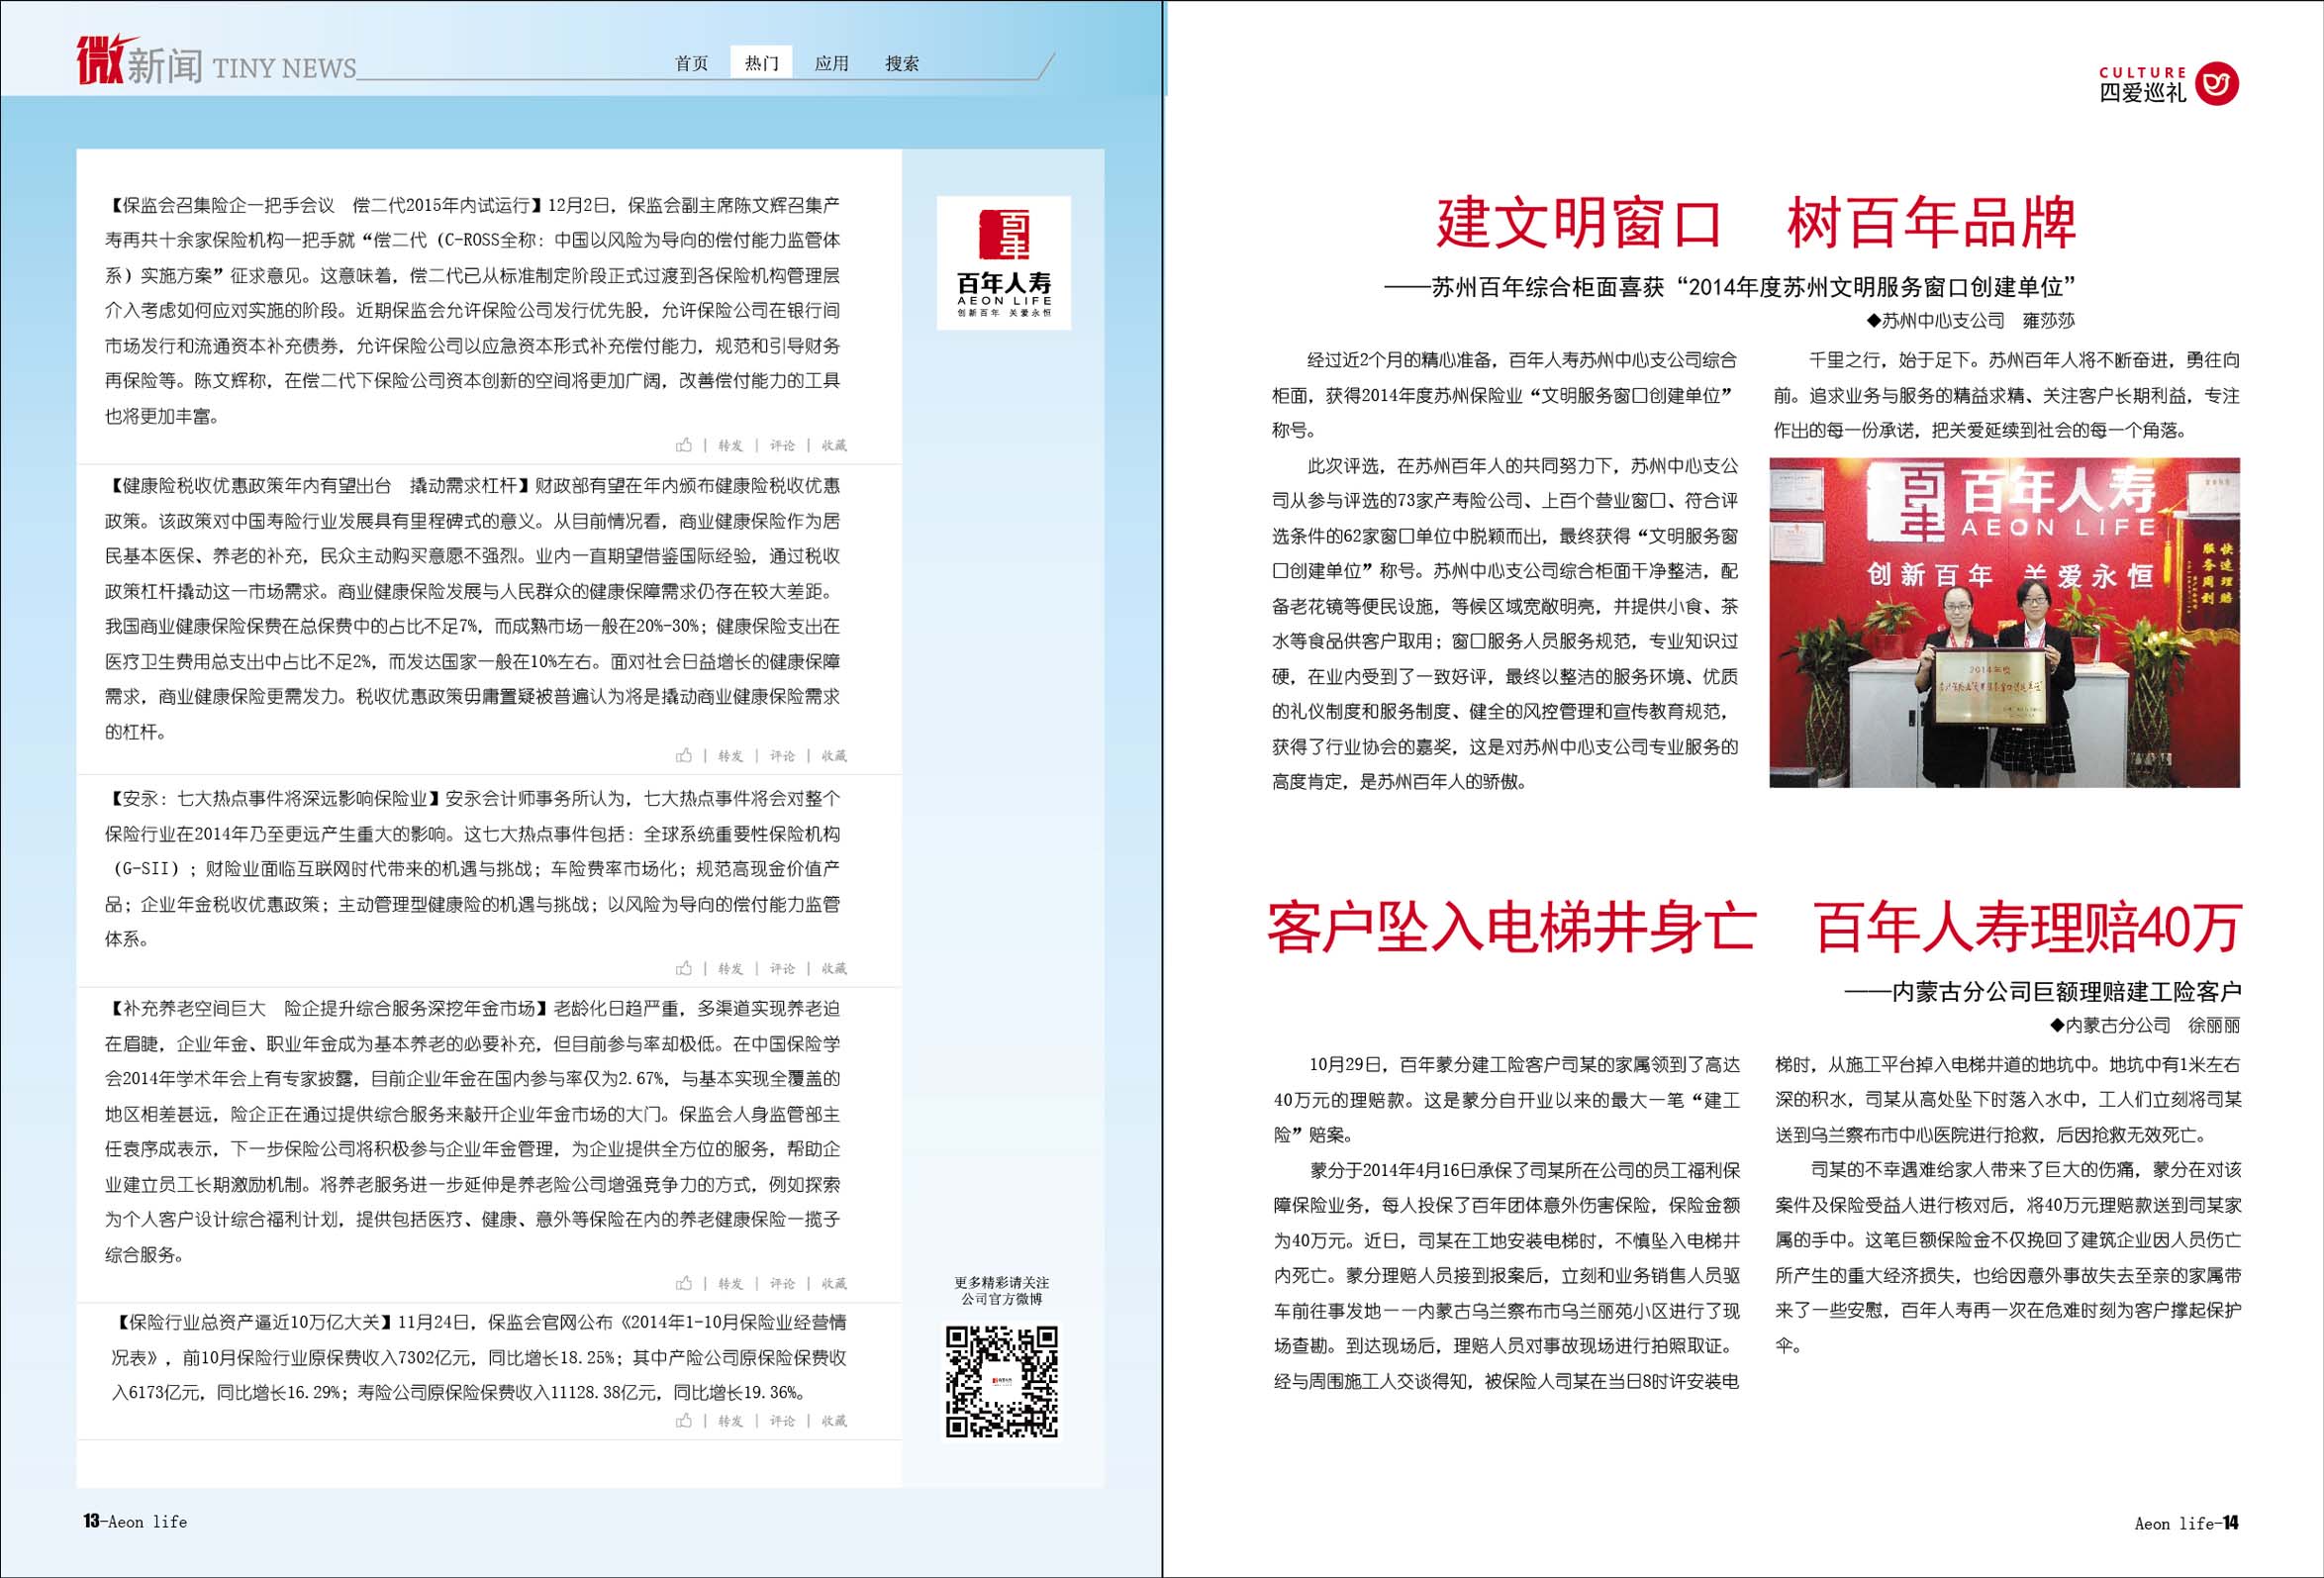 微新闻 TINY NEWS
首页 热门 应用 搜索
【保监会召集险企一把手会议　偿二代2015年内试运行】12月2日，保监会副主席陈文辉召集产
寿再共十余家保险机构一把手就“偿二代（C-ROSS全称：中国以风险为导向的偿付能力监管体
系）实施方案”征求意见。这意味着，偿二代已从标准制定阶段正式过渡到各保险机构管理层
介入考虑如何应对实施的阶段。近期保监会允许保险公司发行优先股，允许保险公司在银行间
市场发行和流通资本补充债券，允许保险公司以应急资本形式补充偿付能力，规范和引导财务
再保险等。陈文辉称，在偿二代下保险公司资本创新的空间将更加广阔，改善偿付能力的工具
也将更加丰富。
| 转发 | 评论 | 收藏
【健康险税收优惠政策年内有望出台　撬动需求杠杆】财政部有望在年内颁布健康险税收优惠
政策。该政策对中国寿险行业发展具有里程碑式的意义。从目前情况看，商业健康保险作为居
民基本医保、养老的补充，民众主动购买意愿不强烈。业内一直期望借鉴国际经验，通过税收
政策杠杆撬动这一市场需求。商业健康保险发展与人民群众的健康保障需求仍存在较大差距。
我国商业健康保险保费在总保费中的占比不足7%，而成熟市场一般在20%-30%；健康保险支出在
医疗卫生费用总支出中占比不足2%，而发达国家一般在10%左右。面对社会日益增长的健康保障
需求，商业健康保险更需发力。税收优惠政策毋庸置疑被普遍认为将是撬动商业健康保险需求
的杠杆。
| 转发 | 评论 | 收藏
【安永：七大热点事件将深远影响保险业】安永会计师事务所认为，七大热点事件将会对整个
保险行业在2014年乃至更远产生重大的影响。这七大热点事件包括：全球系统重要性保险机构
（G-SII）；财险业面临互联网时代带来的机遇与挑战；车险费率市场化；规范高现金价值产
品；企业年金税收优惠政策；主动管理型健康险的机遇与挑战；以风险为导向的偿付能力监管
体系。
| 转发 | 评论 | 收藏
【补充养老空间巨大　险企提升综合服务深挖年金市场】老龄化日趋严重，多渠道实现养老迫
在眉睫，企业年金、职业年金成为基本养老的必要补充，但目前参与率却极低。在中国保险学
会2014年学术年会上有专家披露，目前企业年金在国内参与率仅为2.67%，与基本实现全覆盖的
地区相差甚远，险企正在通过提供综合服务来敲开企业年金市场的大门。保监会人身监管部主
任袁序成表示，下一步保险公司将积极参与企业年金管理，为企业提供全方位的服务，帮助企
业建立员工长期激励机制。将养老服务进一步延伸是养老险公司增强竞争力的方式，例如探索
为个人客户设计综合福利计划，提供包括医疗、健康、意外等保险在内的养老健康保险一揽子
综合服务。
| 转发 | 评论 | 收藏
【保险行业总资产逼近10万亿大关】11月24日，保监会官网公布《2014年1-10月保险业经营情
况表》，前10月保险行业原保费收入7302亿元，同比增长18.25%；其中产险公司原保险保费收
入6173亿元，同比增长16.29%；寿险公司原保险保费收入11128.38亿元，同比增长19.36%。
| 转发 | 评论 | 收藏
百年
百年人寿
AEON LIFE
创新百年 关爱永恒
更多精彩请关注
公司官方微博
13-Aeon life
CULTURE
四爱巡礼
建文明窗口　树百年品牌
——苏州百年综合柜面喜获“2014年度苏州文明服务窗口创建单位”
◆苏州中心支公司　雍莎莎
经过近2个月的精心准备，百年人寿苏州中心支公司综合
柜面，获得2014年度苏州保险业“文明服务窗口创建单位”
称号。
此次评选，在苏州百年人的共同努力下，苏州中心支公
司从参与评选的73家产寿险公司、上百个营业窗口、符合评
选条件的62家窗口单位中脱颖而出，最终获得“文明服务窗
口创建单位”称号。苏州中心支公司综合柜面干净整洁，配
备老花镜等便民设施，等候区域宽敞明亮，并提供小食、茶
水等食品供客户取用；窗口服务人员服务规范，专业知识过
硬，在业内受到了一致好评，最终以整洁的服务环境、优质
的礼仪制度和服务制度、健全的风控管理和宣传教育规范，
获得了行业协会的嘉奖，这是对苏州中心支公司专业服务的
高度肯定，是苏州百年人的骄傲。
千里之行，始于足下。苏州百年人将不断奋进，勇往向
前。追求业务与服务的精益求精、关注客户长期利益，专注
作出的每一份承诺，把关爱延续到社会的每一个角落。
百年 百年人寿
AEON LIFE
创新百年 关爱永恒
快速理赔
服务周到
2014年度
客户坠入电梯井身亡　百年人寿理赔40万
——内蒙古分公司巨额理赔建工险客户
◆内蒙古分公司　徐丽丽
10月29日，百年蒙分建工险客户司某的家属领到了高达
40万元的理赔款。这是蒙分自开业以来的最大一笔“建工
险”赔案。
蒙分于2014年4月16日承保了司某所在公司的员工福利保
障保险业务，每人投保了百年团体意外伤害保险，保险金额
为40万元。近日，司某在工地安装电梯时，不慎坠入电梯井
内死亡。蒙分理赔人员接到报案后，立刻和业务销售人员驱
车前往事发地——内蒙古乌兰察布市乌兰丽苑小区进行了现
场查勘。到达现场后，理赔人员对事故现场进行拍照取证。
经与周围施工人交谈得知，被保险人司某在当日8时许安装电
梯时，从施工平台掉入电梯井道的地坑中。地坑中有1米左右
深的积水，司某从高处坠下时落入水中，工人们立刻将司某
送到乌兰察布市中心医院进行抢救，后因抢救无效死亡。
司某的不幸遇难给家人带来了巨大的伤痛，蒙分在对该
案件及保险受益人进行核对后，将40万元理赔款送到司某家
属的手中。这笔巨额保险金不仅挽回了建筑企业因人员伤亡
所产生的重大经济损失，也给因意外事故失去至亲的家属带
来了一些安慰，百年人寿再一次在危难时刻为客户撑起保护
伞。
Aeon life-14